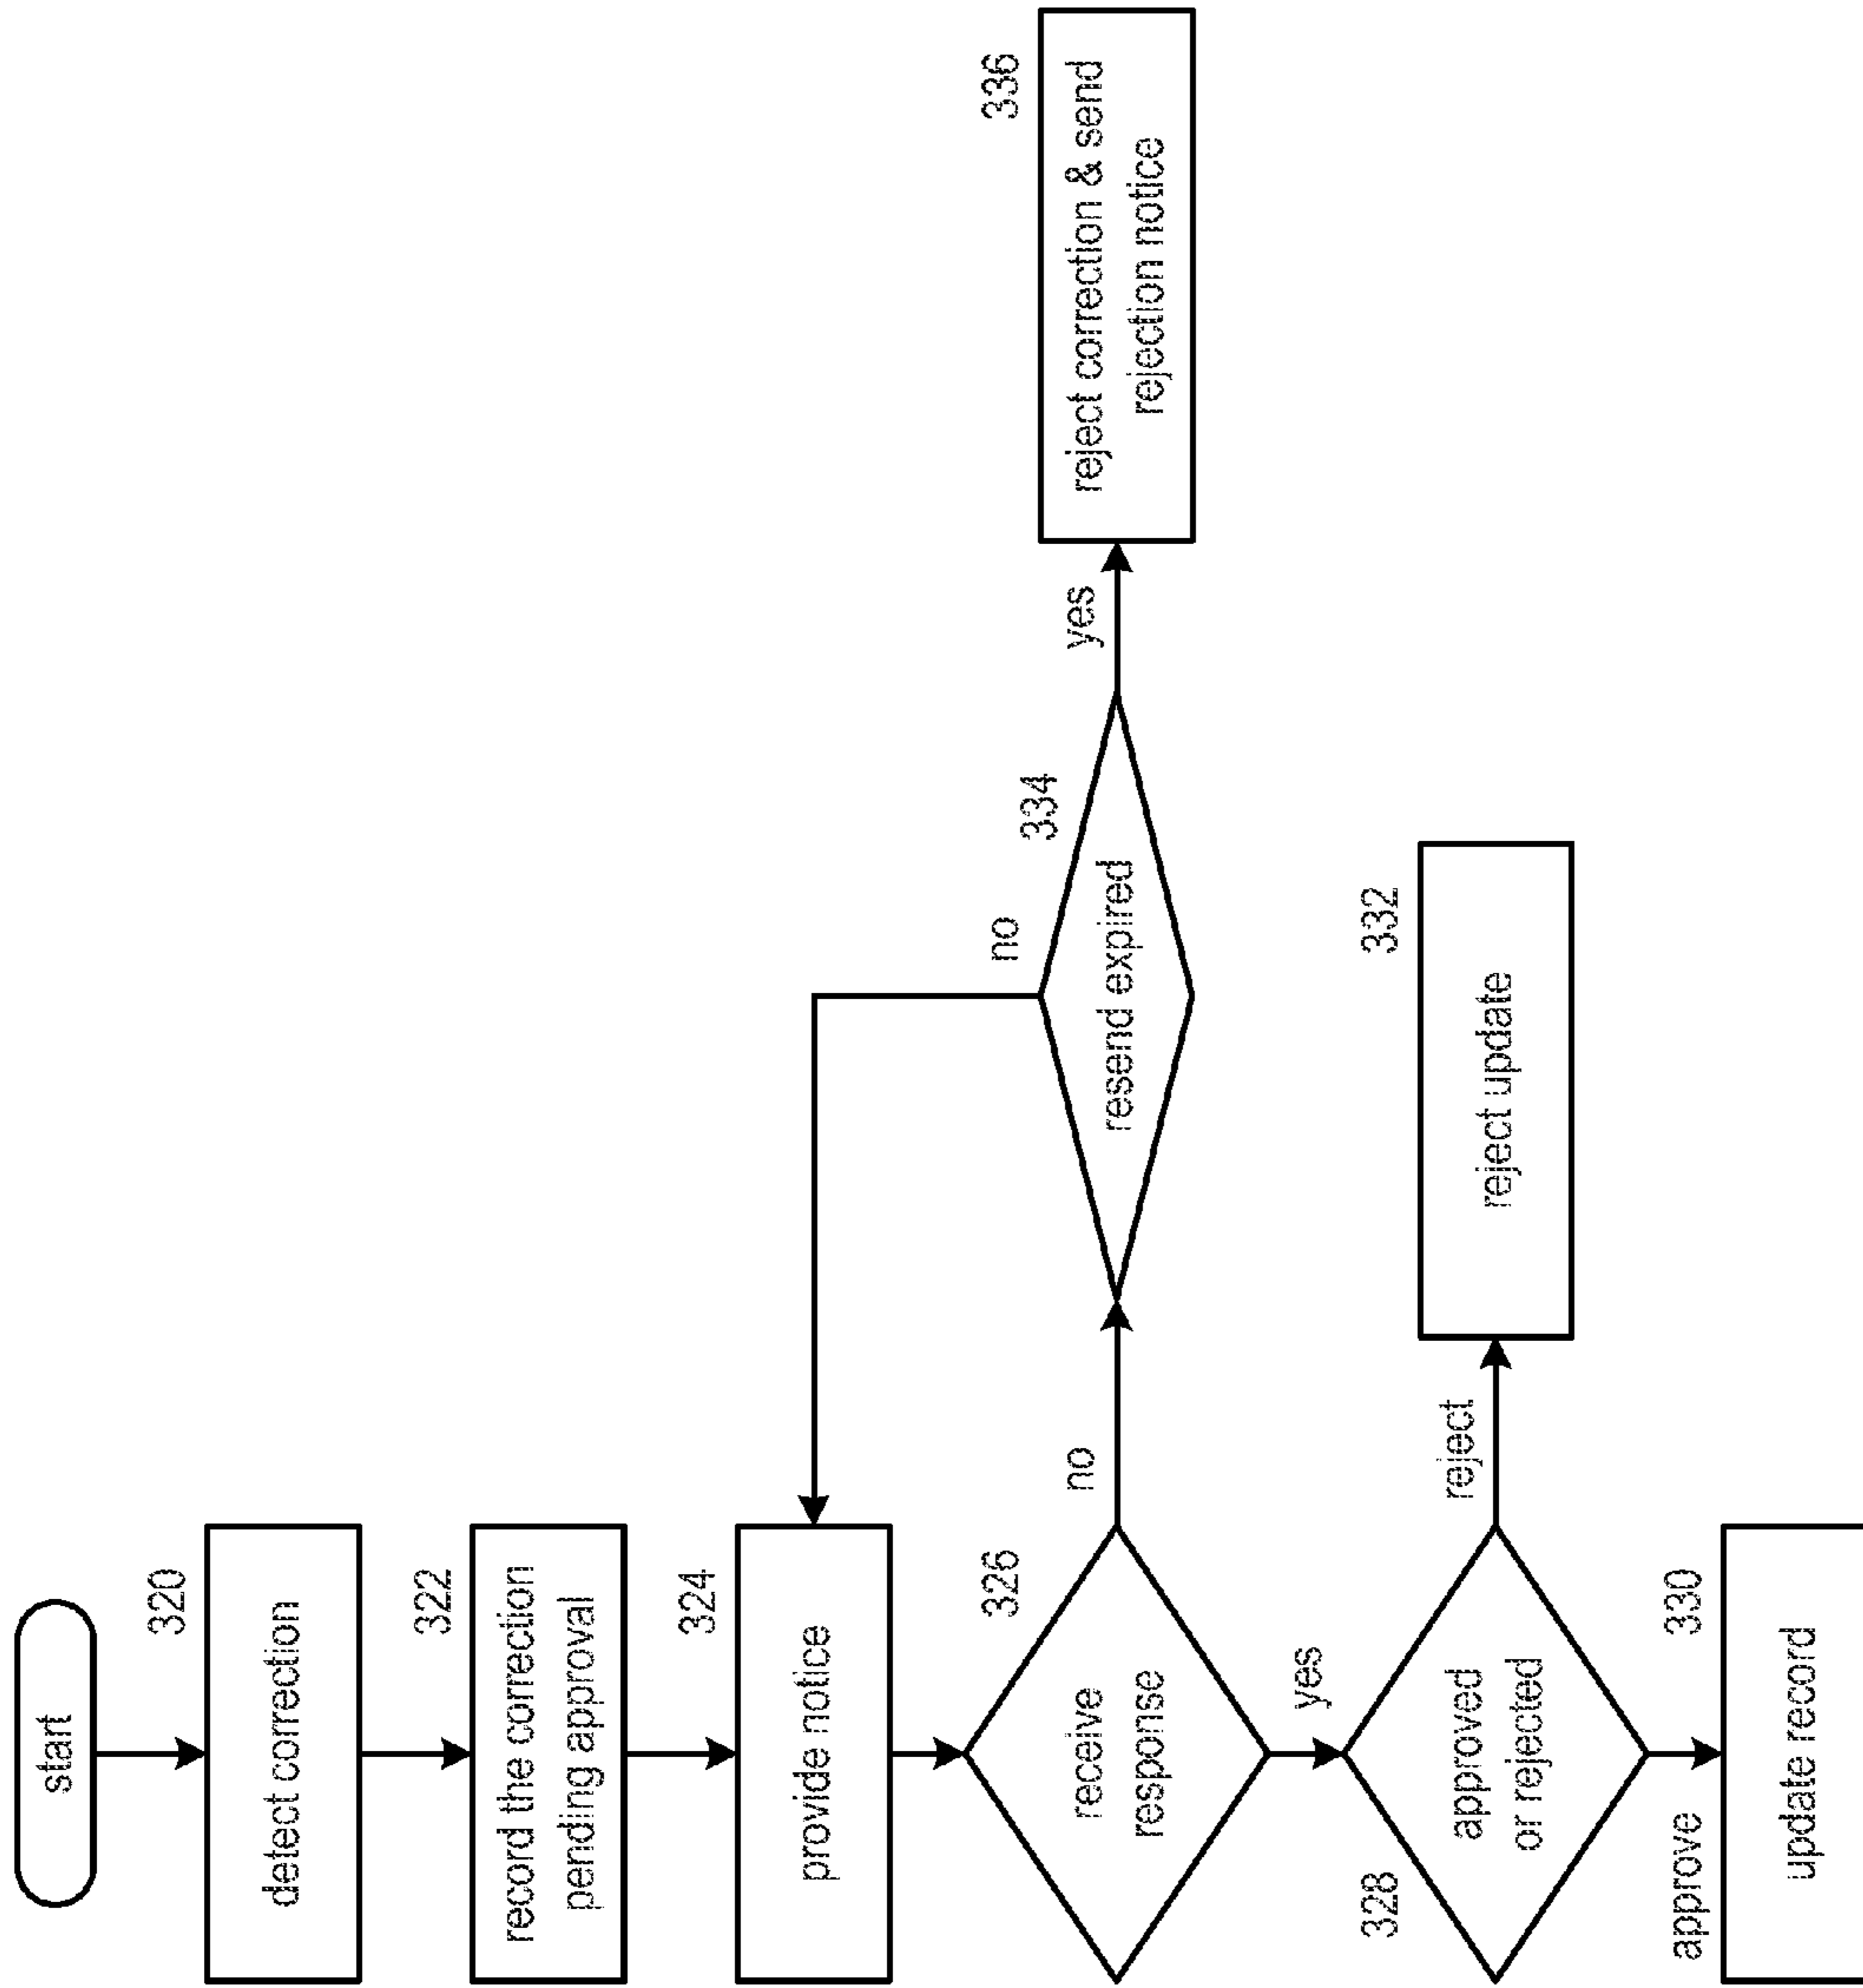 start
320
detect correction
322
record the correction
pending approval
324
provide notice
326
receive
response
no
334
resend expired
no
yes
336
reject correction & send
rejection notice
yes
328
approved
or rejected
reject
332
reject update
approve
330
update record